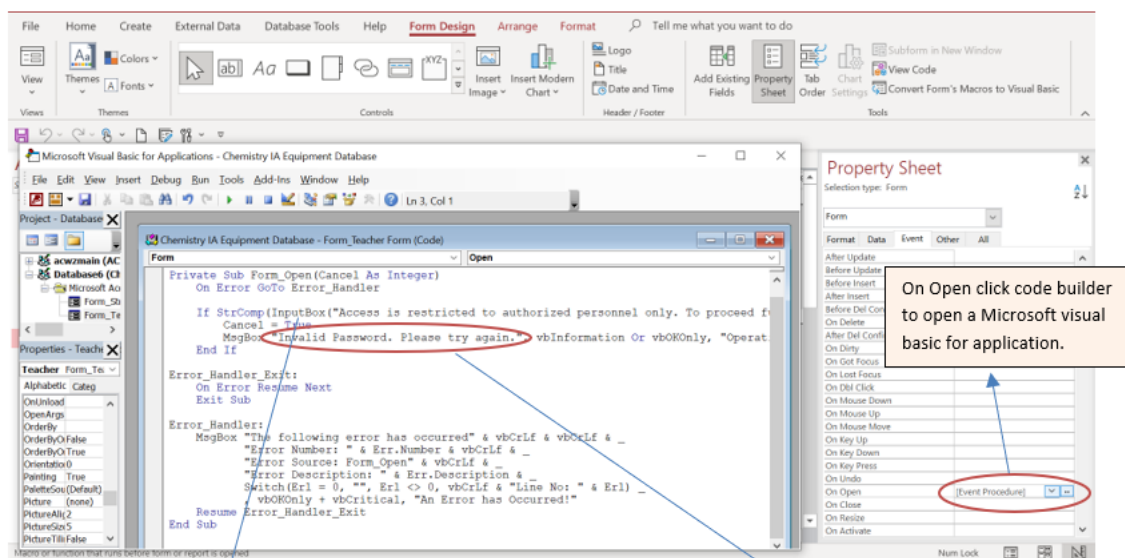 File Home Create External Data Database Tools Help Form Design Arrange Format Tell me what you want to do
View
Views
Themes
Colors
Fonts
Themes
ab|
Aa
XYZ
Controls
Insert Image
Insert Modern Chart
Logo
Title
Date and Time
Header / Footer
Add Existing Fields
Property Sheet
Tab Order
Chart Settings
Subform in New Window
View Code
Convert Form's Macros to Visual Basic
Tools
Microsoft Visual Basic for Applications - Chemistry IA Equipment Database
File Edit View Insert Debug Run Tools Add-Ins Window Help
Ln 3, Col 1
Project - Database
acwzmain (AC
Database6 (Cl
Microsoft Ao
Form_St
Form_Te
Properties - Teache
Teacher Form_Tea
Alphabetic Categ
OnUnload
OpenArgs
OrderBy
OrderByO False
OrderByO True
Orientatio 0
Painting True
PaletteSou (Default)
Picture (none)
PictureAlig 2
PictureSize 5
PictureTili False
Chemistry IA Equipment Database - Form_Teacher Form (Code)
Form Open
Private Sub Form_Open(Cancel As Integer)
On Error GoTo Error_Handler
If StrComp(InputBox("Access is restricted to authorized personnel only. To proceed f
Cancel = True
MsgBox "Invalid Password. Please try again.", vbInformation Or vbOKOnly, "Operat
End If
Error_Handler_Exit:
On Error Resume Next
Exit Sub
Error_Handler:
MsgBox "The following error has occurred" & vbCrLf & vbCrLf & _
"Error Number: " & Err.Number & vbCrLf & _
"Error Source: Form_Open" & vbCrLf & _
"Error Description: " & Err.Description & _
Switch(Erl = 0, "", Erl <> 0, vbCrLf & "Line No: " & Erl) _
, vbOKOnly + vbCritical, "An Error has Occurred!"
Resume Error_Handler_Exit
End Sub
Property Sheet
Selection type: Form
Form
Format Data Event Other All
After Update
Before Update
Before Insert
After Insert
Before Del Con
On Delete
After Del Confi
On Dirty
On Got Focus
On Lost Focus
On Dbl Click
On Mouse Down
On Mouse Up
On Mouse Move
On Key Up
On Key Down
On Key Press
On Undo
On Open [Event Procedure]
On Close
On Resize
On Activate
On Open click code builder
to open a Microsoft visual
basic for application.
Macro or function that runs before form or report is opened
Num Lock